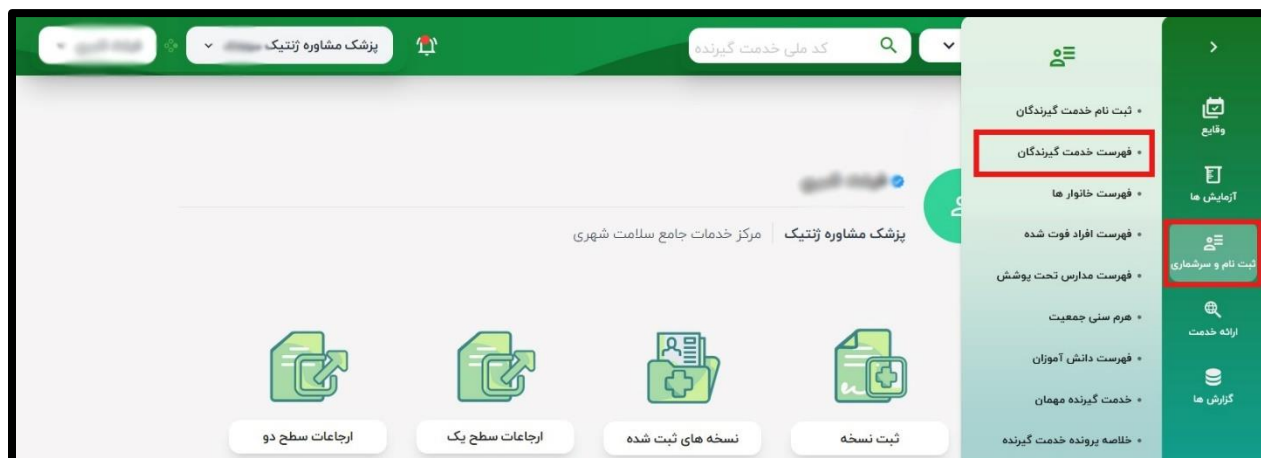 وقایع
آزمایش ها
ثبت نام و سرشماری
ارائه خدمت
گزارش ها
ثبت نام خدمت گیرندگان
فهرست خدمت گیرندگان
فهرست خانوار ها
فهرست افراد فوت شده
فهرست مدارس تحت پوشش
هرم سنی جمعیت
فهرست دانش آموزان
خدمت گیرنده مهمان
خلاصه پرونده خدمت گیرنده
کد ملی خدمت گیرنده
پزشک مشاوره ژنتیک
پزشک مشاوره ژنتیک | مرکز خدمات جامع سلامت شهری
ثبت نسخه
نسخه های ثبت شده
ارجاعات سطح یک
ارجاعات سطح دو